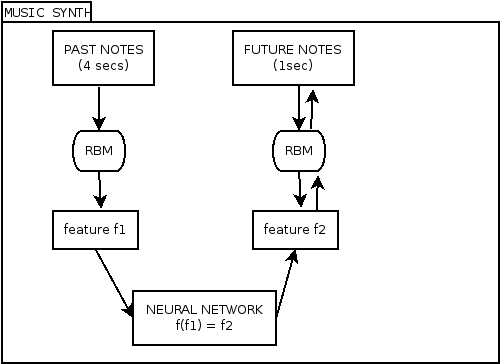 MUSIC SYNTH
PAST NOTES
(4 secs)
FUTURE NOTES
(1sec)
RBM
RBM
feature f1
feature f2
NEURAL NETWORK
f(f1) = f2